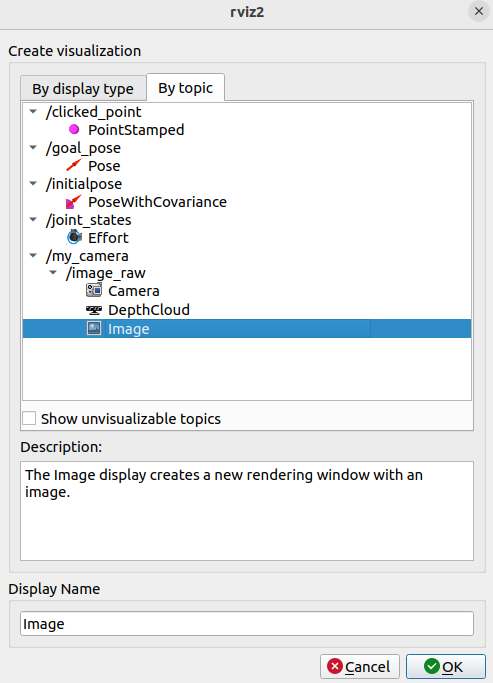 rviz2
Create visualization
By display type
By topic
/clicked_point
PointStamped
/goal_pose
Pose
/initialpose
PoseWithCovariance
/joint_states
Effort
/my_camera
/image_raw
Camera
DepthCloud
Image
Show unvisualizable topics
Description:
The Image display creates a new rendering window with an
image.
Display Name
Image
Cancel
OK